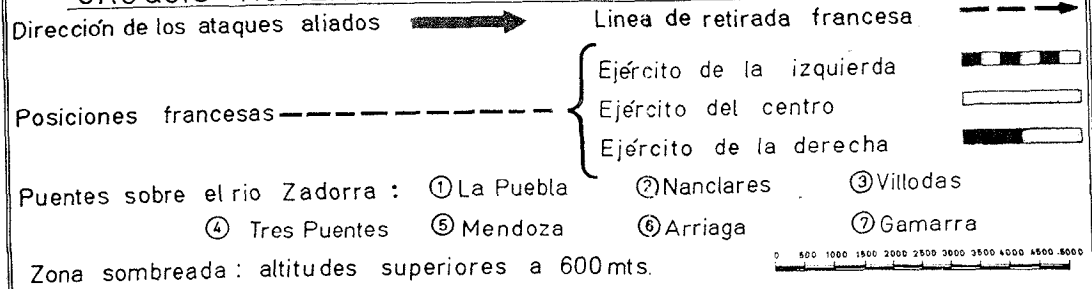 Dirección de los ataques aliados Linea de retirada francesa
Ejército de la izquierda
Posiciones francesas Ejército del centro
Ejército de la derecha
Puentes sobre el rio Zadorra : ① La Puebla ② Nanclares ③ Villodas
④ Tres Puentes ⑤ Mendoza ⑥ Arriaga ⑦ Gamarra
0 500 1000 1500 2000 2500 3000 3500 4000 4500 5000
Zona sombreada : altitudes superiores a 600 mts.